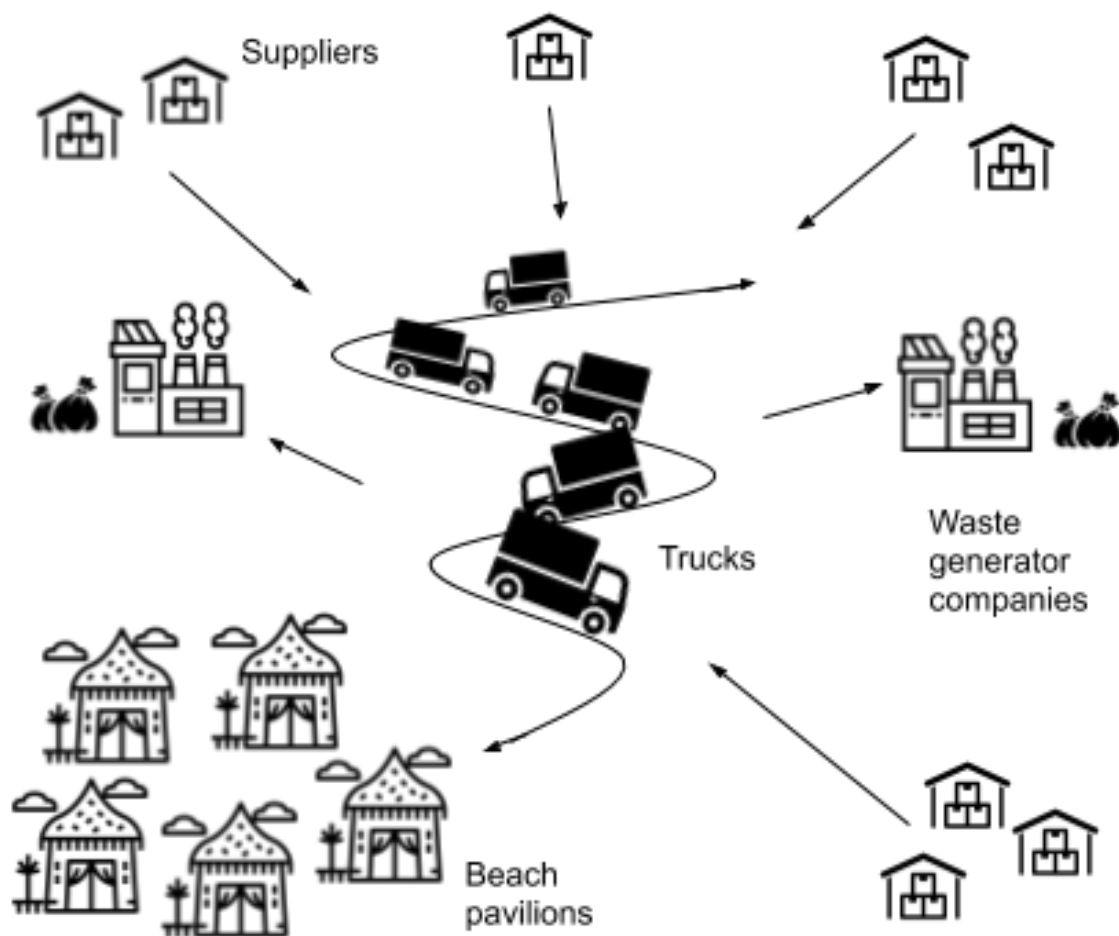 Suppliers
Trucks
Waste
generator
companies
Beach
pavilions